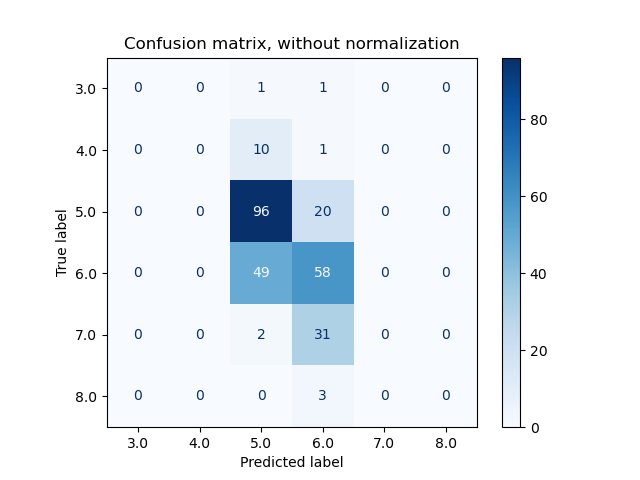 Confusion matrix, without normalization
3.0 0 0 1 1 0 0
4.0 0 0 10 1 0 0
5.0 0 0 96 20 0 0
6.0 0 0 49 58 0 0
7.0 0 0 2 31 0 0
8.0 0 0 0 3 0 0
3.0 4.0 5.0 6.0 7.0 8.0
Predicted label
True label
80
60
40
20
0